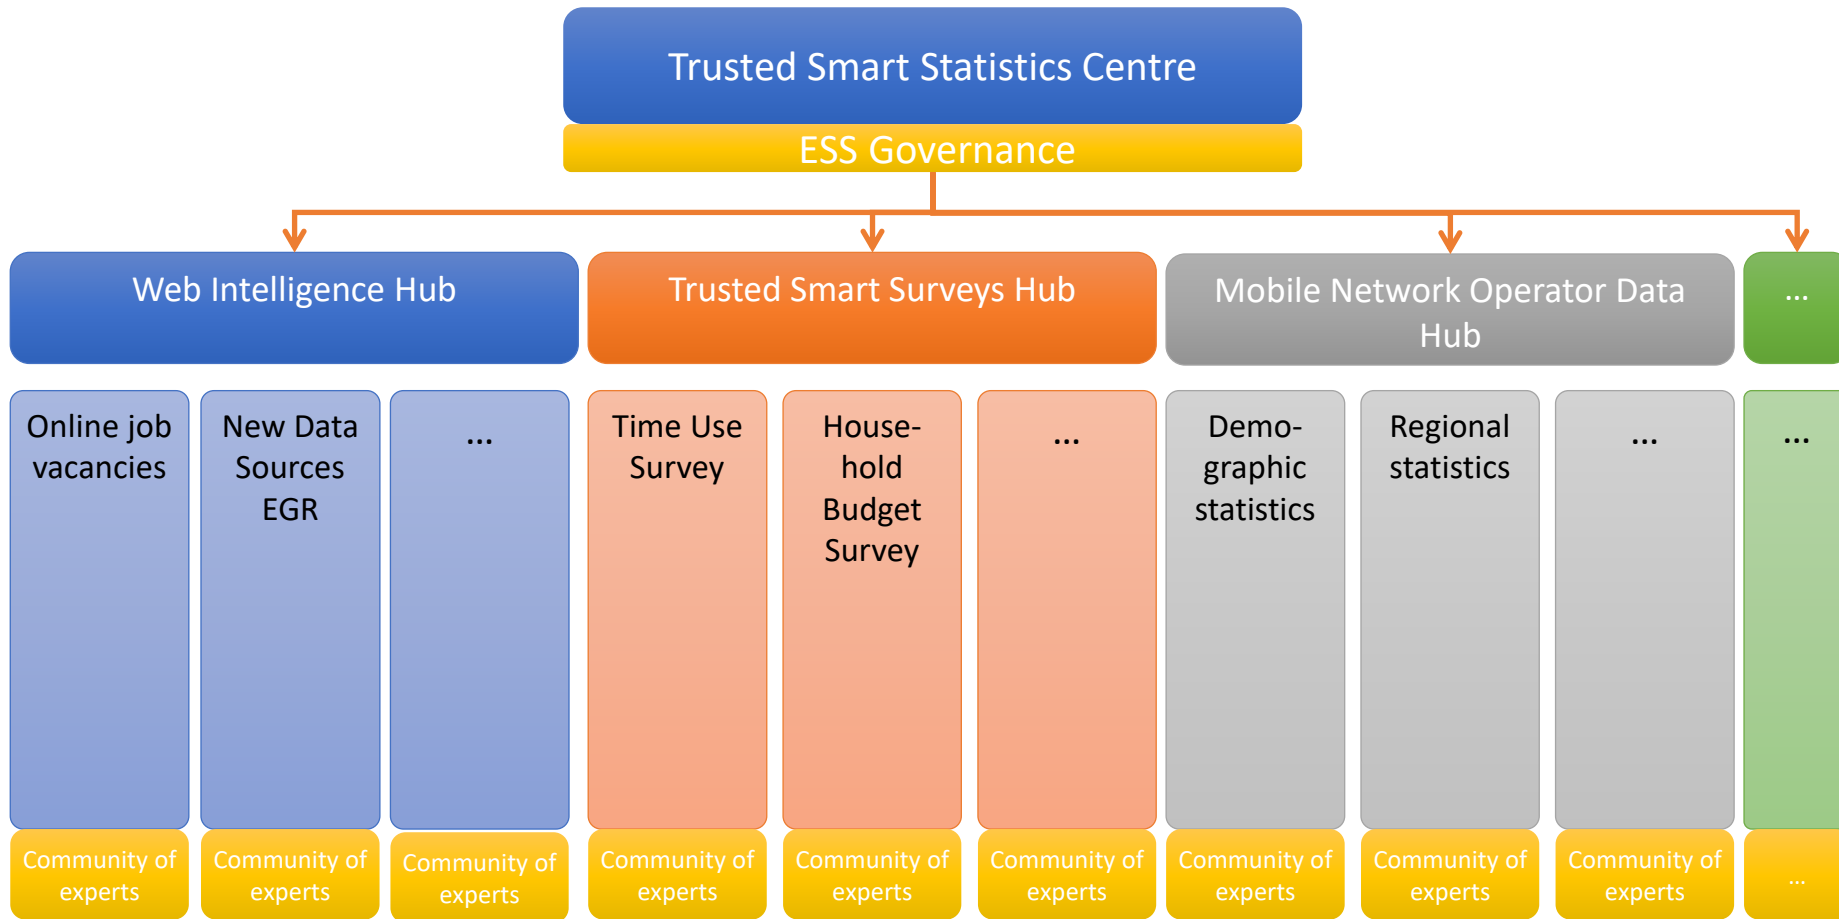 Trusted Smart Statistics Centre
ESS Governance
Web Intelligence Hub
Trusted Smart Surveys Hub
Mobile Network Operator Data
Hub
...
Online job
vacancies
New Data
Sources
EGR
...
Time Use
Survey
House-
hold
Budget
Survey
...
Demo-
graphic
statistics
Regional
statistics
...
...
Community of
experts
Community of
experts
Community of
experts
Community of
experts
Community of
experts
Community of
experts
Community of
experts
Community of
experts
Community of
experts
...